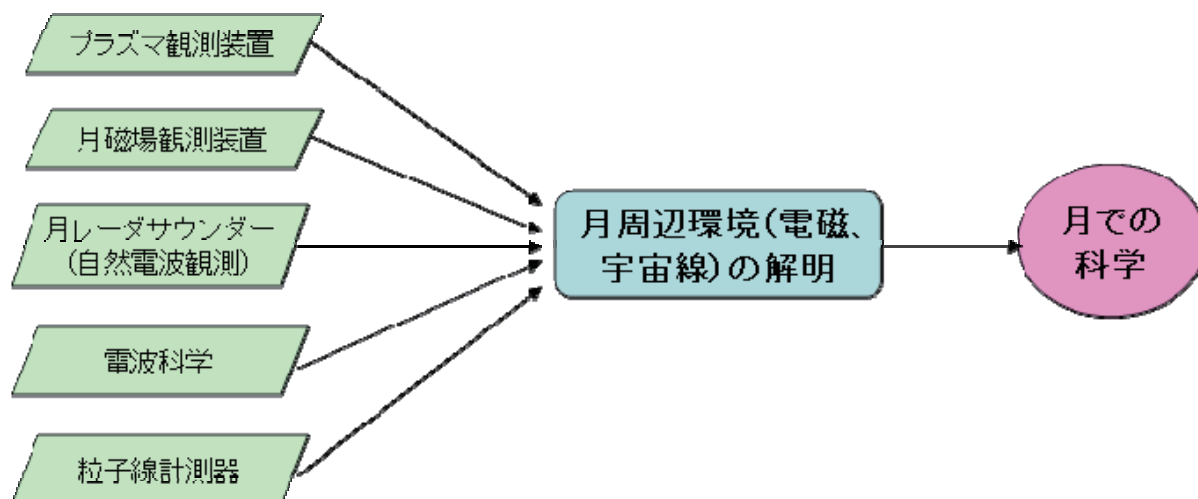 プラズマ観測装置
月磁場観測装置
月レーダサウンダー
(自然電波観測)
電波科学
粒子線計測器
月周辺環境(電磁、
宇宙線)の解明
月での
科学